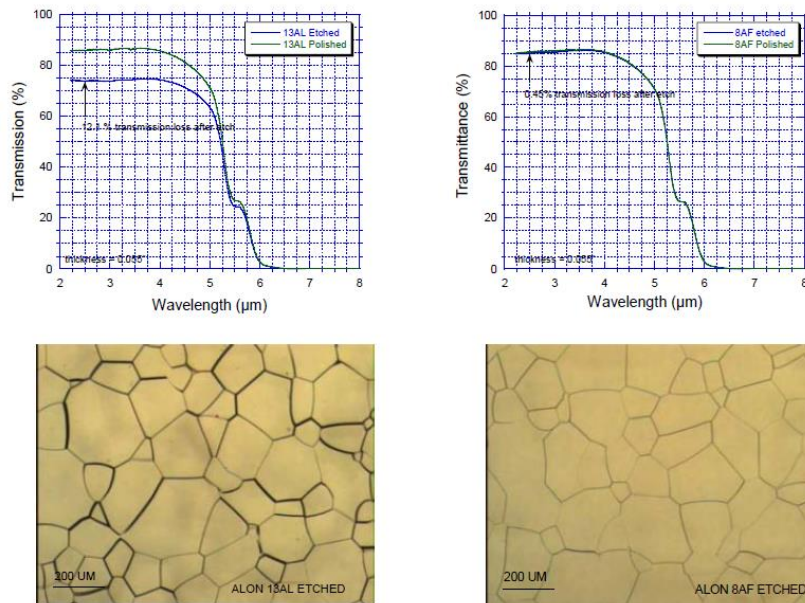 13AL Etched
13AL Polished
100
80
60
40
20
0
Transmission (%)
12.1 % transmission loss after etch
thickness = 0.055"
2 3 4 5 6 7 8
Wavelength (µm)
8AF etched
8AF Polished
100
80
60
40
20
0
Transmittance (%)
0.45% transmission loss after etch
thickness = 0.055"
2 3 4 5 6 7 8
Wavelength (µm)
200 UM
ALON 13AL ETCHED
200 UM
ALON 8AF ETCHED